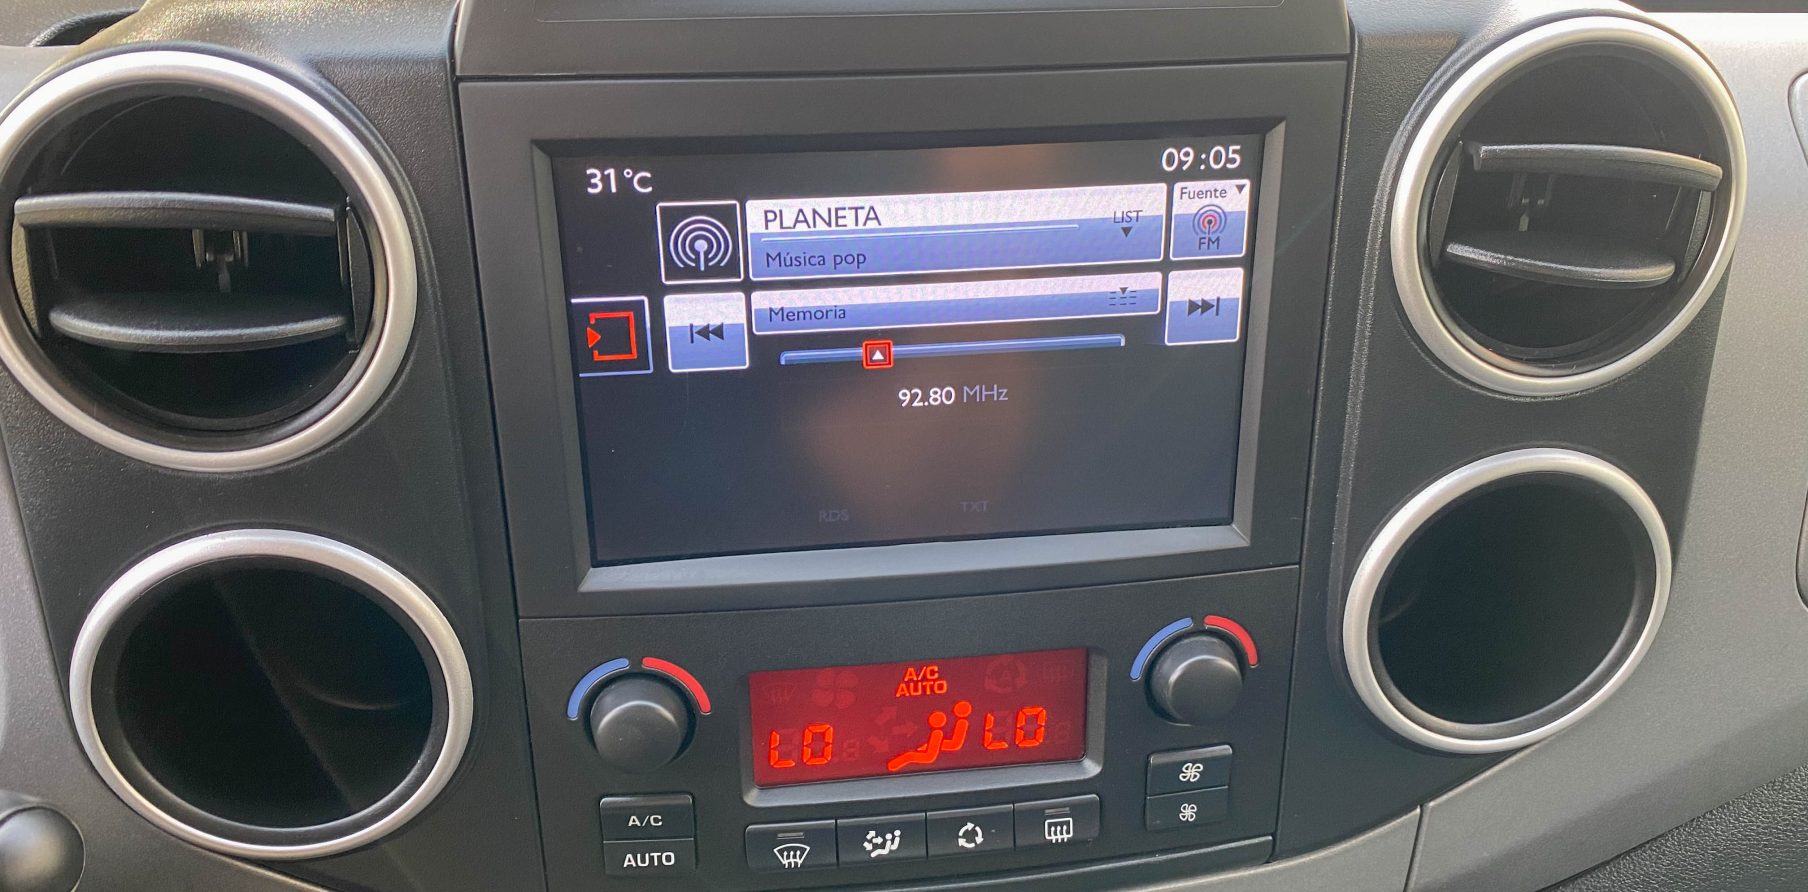 31°C
09:05
PLANETA
LIST
Fuente
FM
Música pop
Memoria
92.80 MHz
RDS
TXT
A/C
AUTO
LO
LO
A/C
AUTO